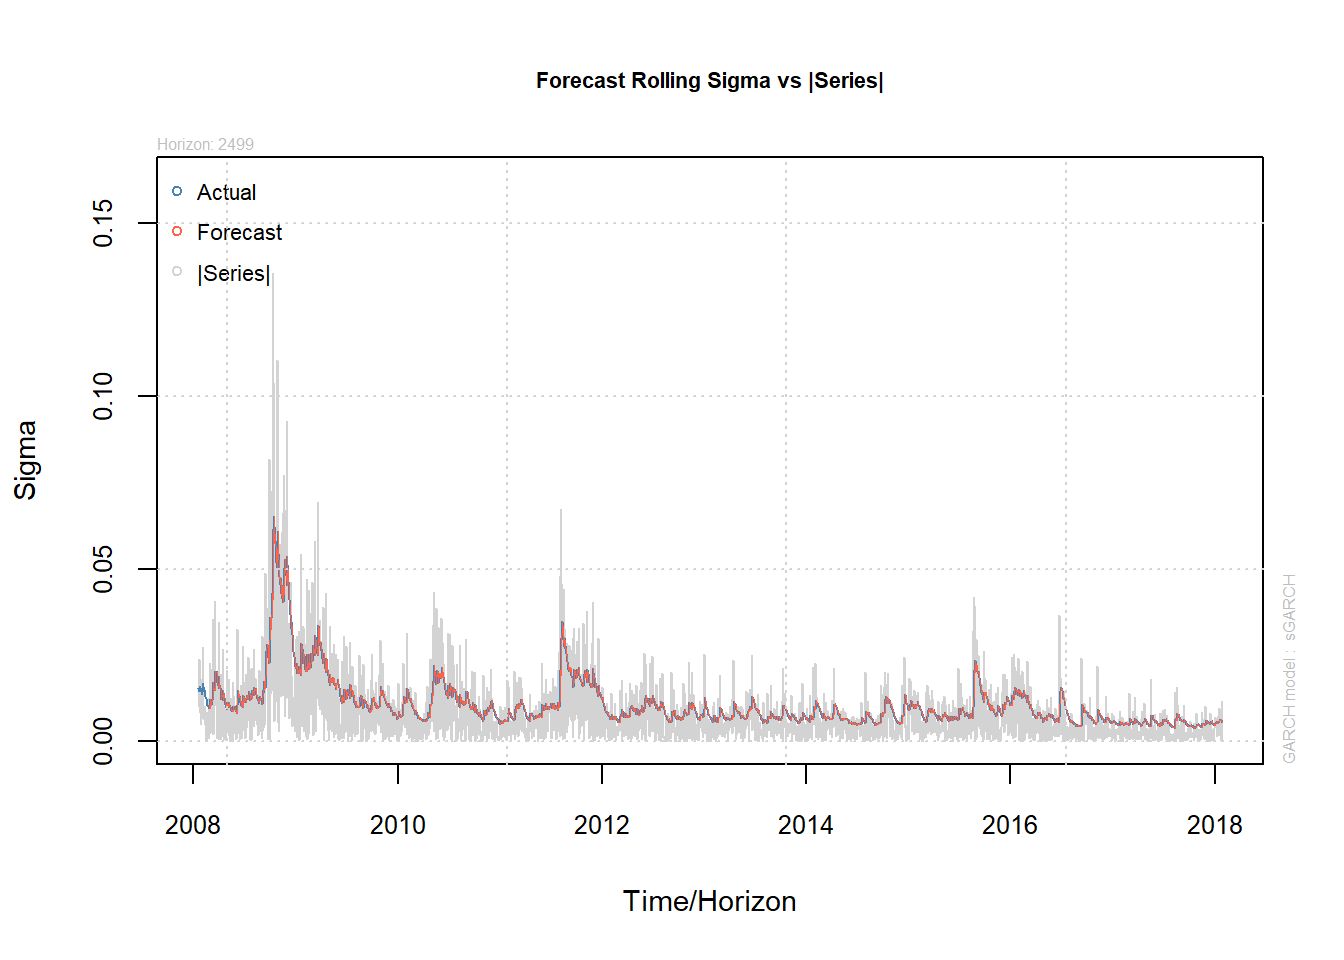 Forecast Rolling Sigma vs |Series|
Horizon: 2499
Actual
Forecast
|Series|
0.15
0.10
0.05
0.00
Sigma
2008
2010
2012
2014
2016
2018
Time/Horizon
GARCH model : sGARCH